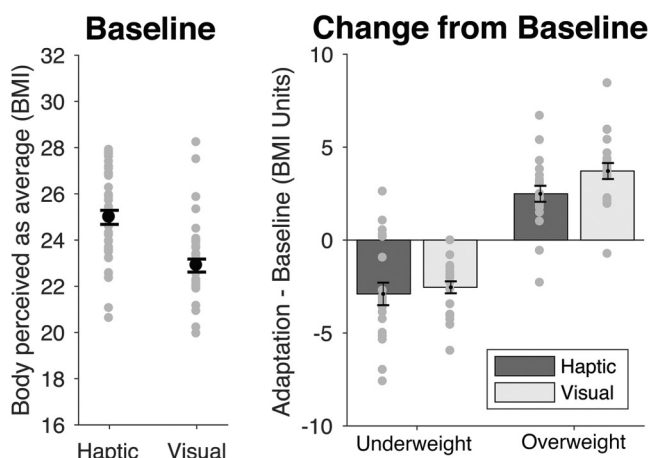 Baseline
Body perceived as average (BMI)
32
30
28
26
24
22
20
18
16
Haptic Visual
Change from Baseline
Adaptation - Baseline (BMI Units)
10
5
0
-5
-10
Haptic
Visual
Underweight Overweight